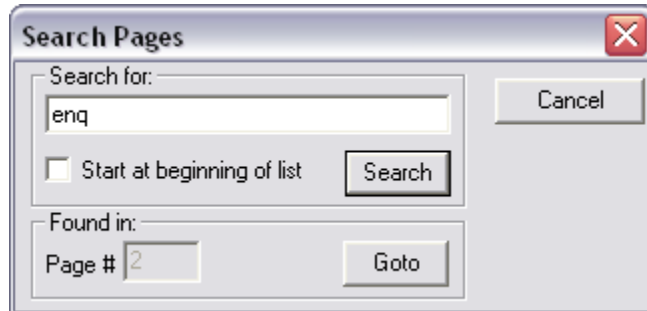 Search Pages
Search for:
enq
Cancel
Start at beginning of list
Search
Found in:
Page # 2
Goto